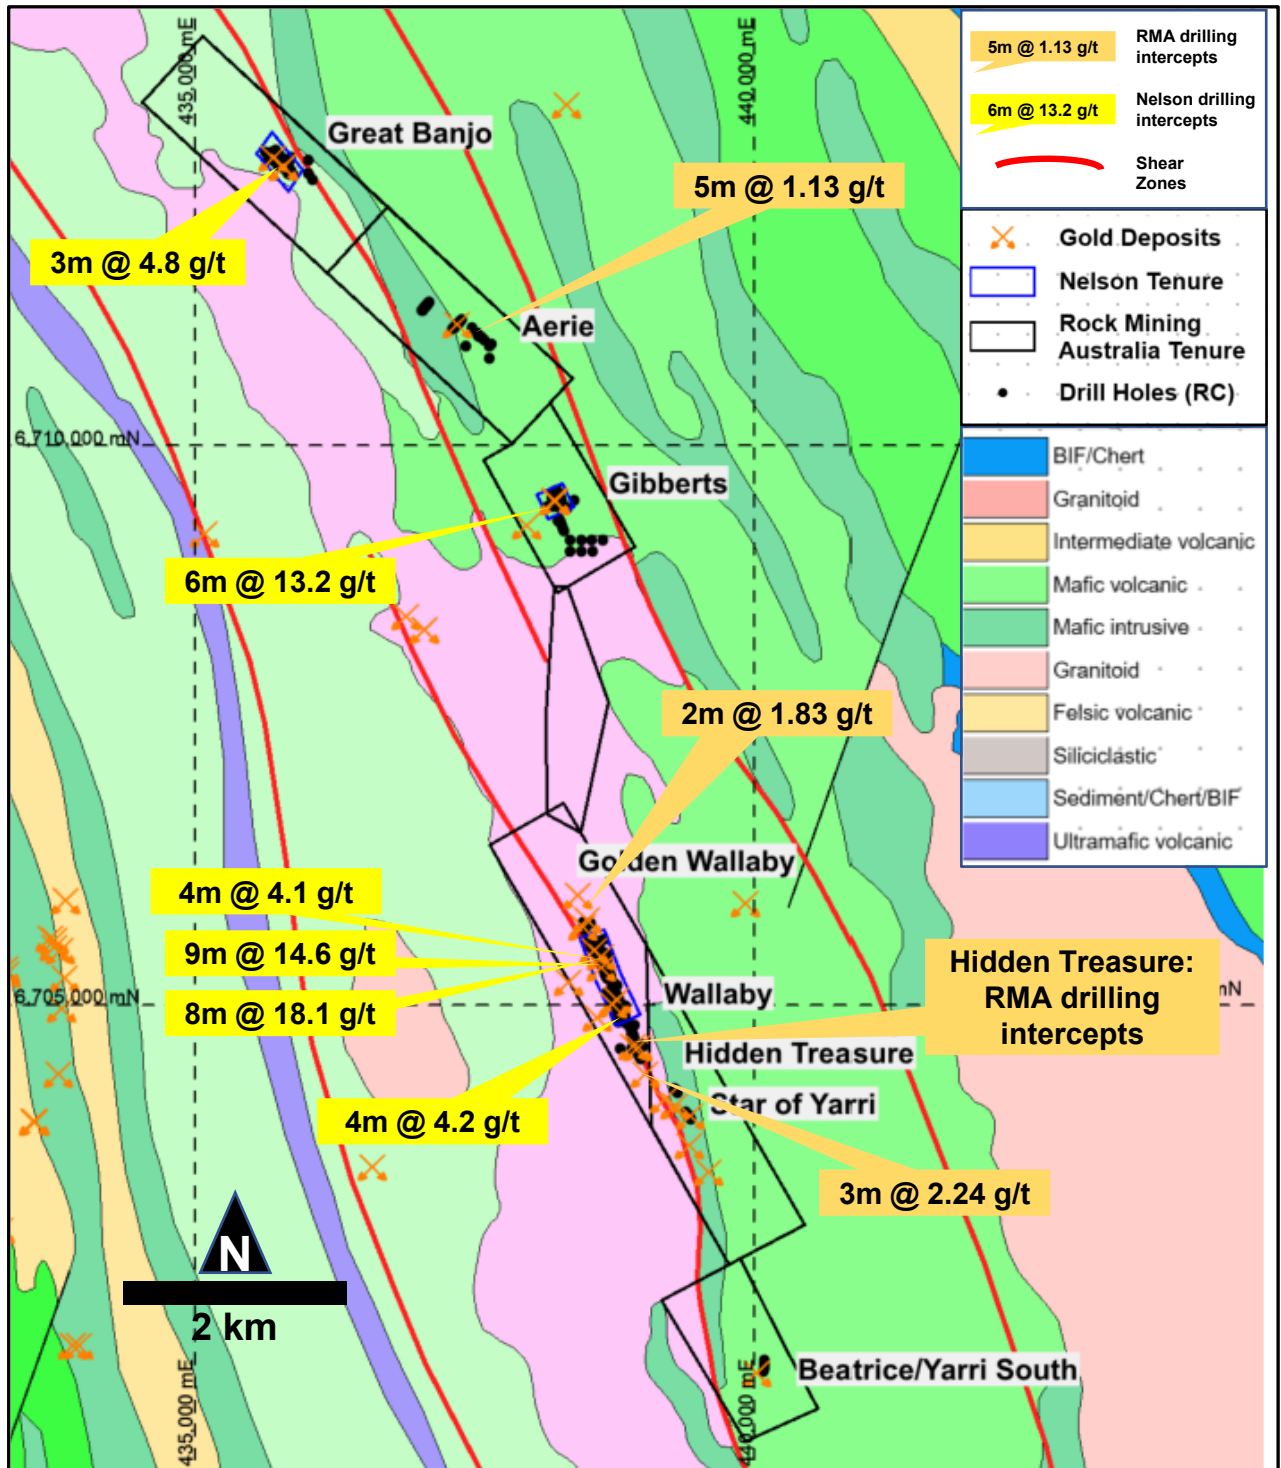 435,000 mE
440,000 mE
5m @ 1.13 g/t
RMA drilling
intercepts
6m @ 13.2 g/t
Nelson drilling
intercepts
Shear
Zones
Great Banjo
5m @ 1.13 g/t
3m @ 4.8 g/t
Gold Deposits
Nelson Tenure
Rock Mining
Australia Tenure
Drill Holes (RC)
Aerie
6,710,000 mN
BIF/Chert
Granitoid
Intermediate volcanic
Mafic volcanic
Mafic intrusive
Granitoid
Felsic volcanic
Siliciclastic
Sediment/Chert/BIF
Ultramafic volcanic
Gibberts
6m @ 13.2 g/t
2m @ 1.83 g/t
Golden Wallaby
4m @ 4.1 g/t
9m @ 14.6 g/t
8m @ 18.1 g/t
6,705,000 mN
Wallaby
Hidden Treasure:
RMA drilling
intercepts
mN
Hidden Treasure
Star of Yarri
4m @ 4.2 g/t
3m @ 2.24 g/t
N
2 km
Beatrice/Yarri South
435,000 mE
440,000 mE